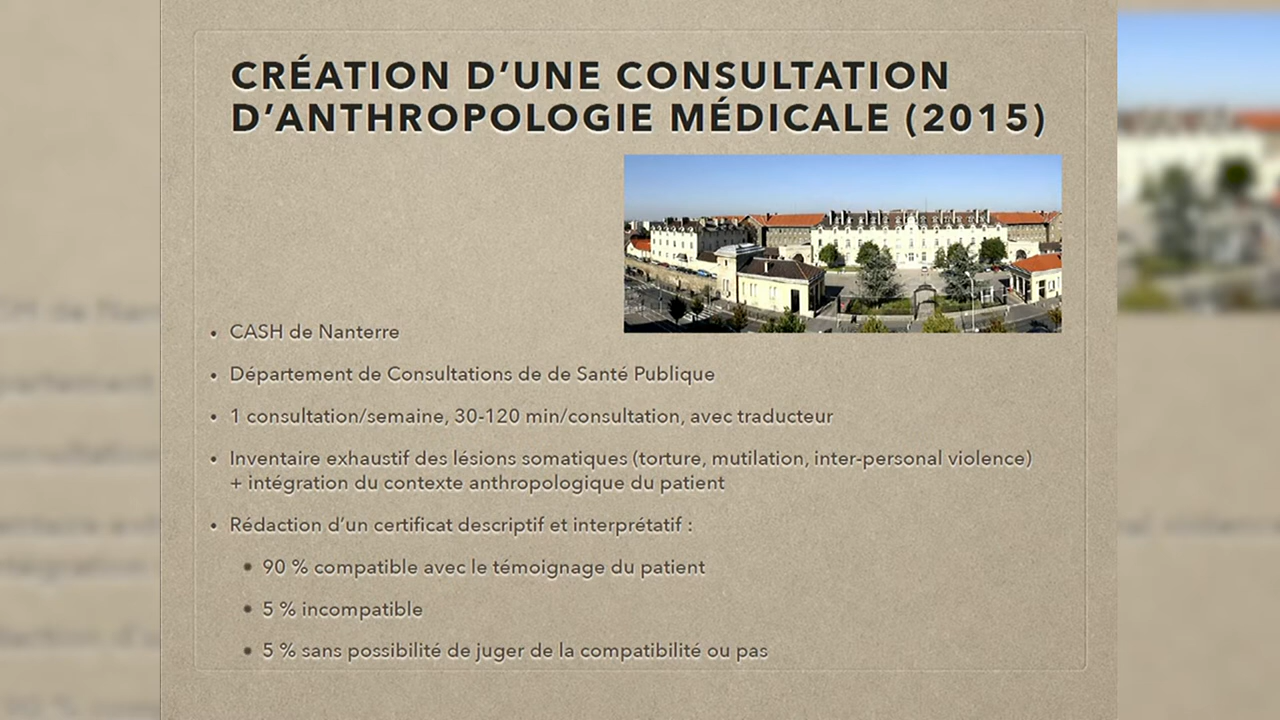 CRÉATION D'UNE CONSULTATION
D'ANTHROPOLOGIE MÉDICALE (2015)
• CASH de Nanterre
• Département de Consultations de de Santé Publique
• 1 consultation/semaine, 30-120 min/consultation, avec traducteur
• Inventaire exhaustif des lésions somatiques (torture, mutilation, inter-personal violence)
+ intégration du contexte anthropologique du patient
• Rédaction d'un certificat descriptif et interprétatif :
• 90 % compatible avec le témoignage du patient
• 5 % incompatible
• 5 % sans possibilité de juger de la compatibilité ou pas